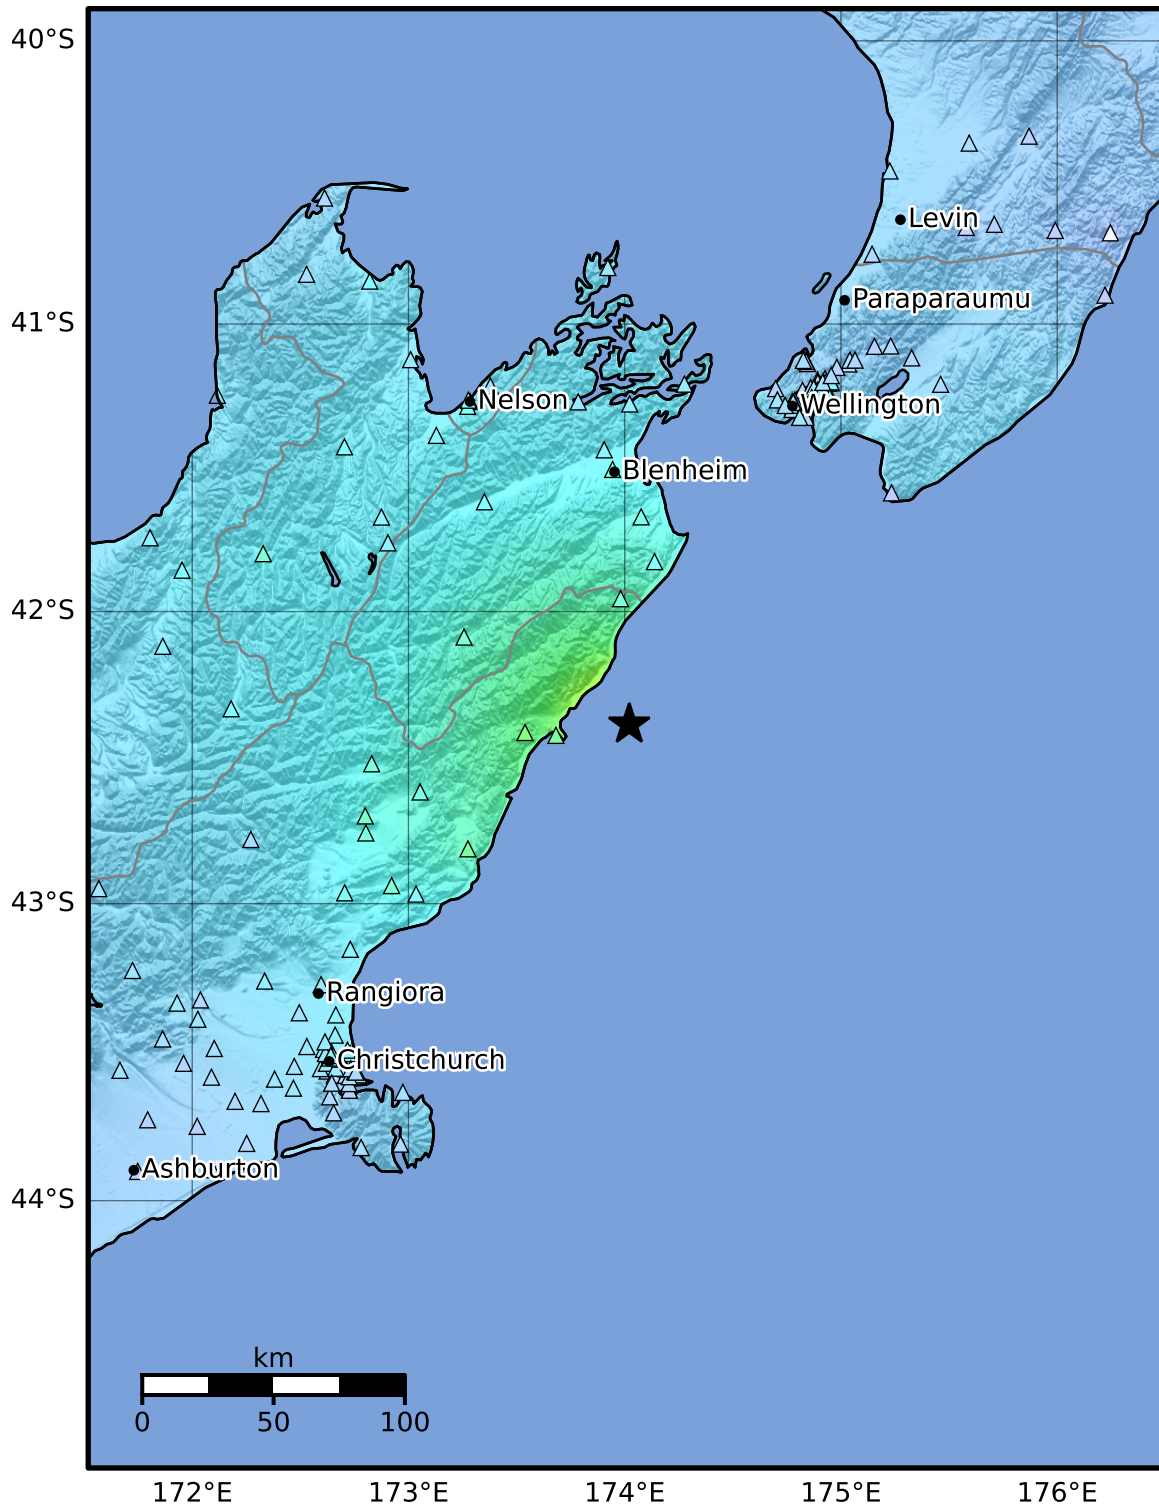 40°S
Levin
Paraparaumu
41°S
Nelson
Wellington
Blenheim
42°S
43°S
Rangiora
Christchurch
Ashburton
44°S
km
0 50 100
172°E 173°E 174°E 175°E 176°E